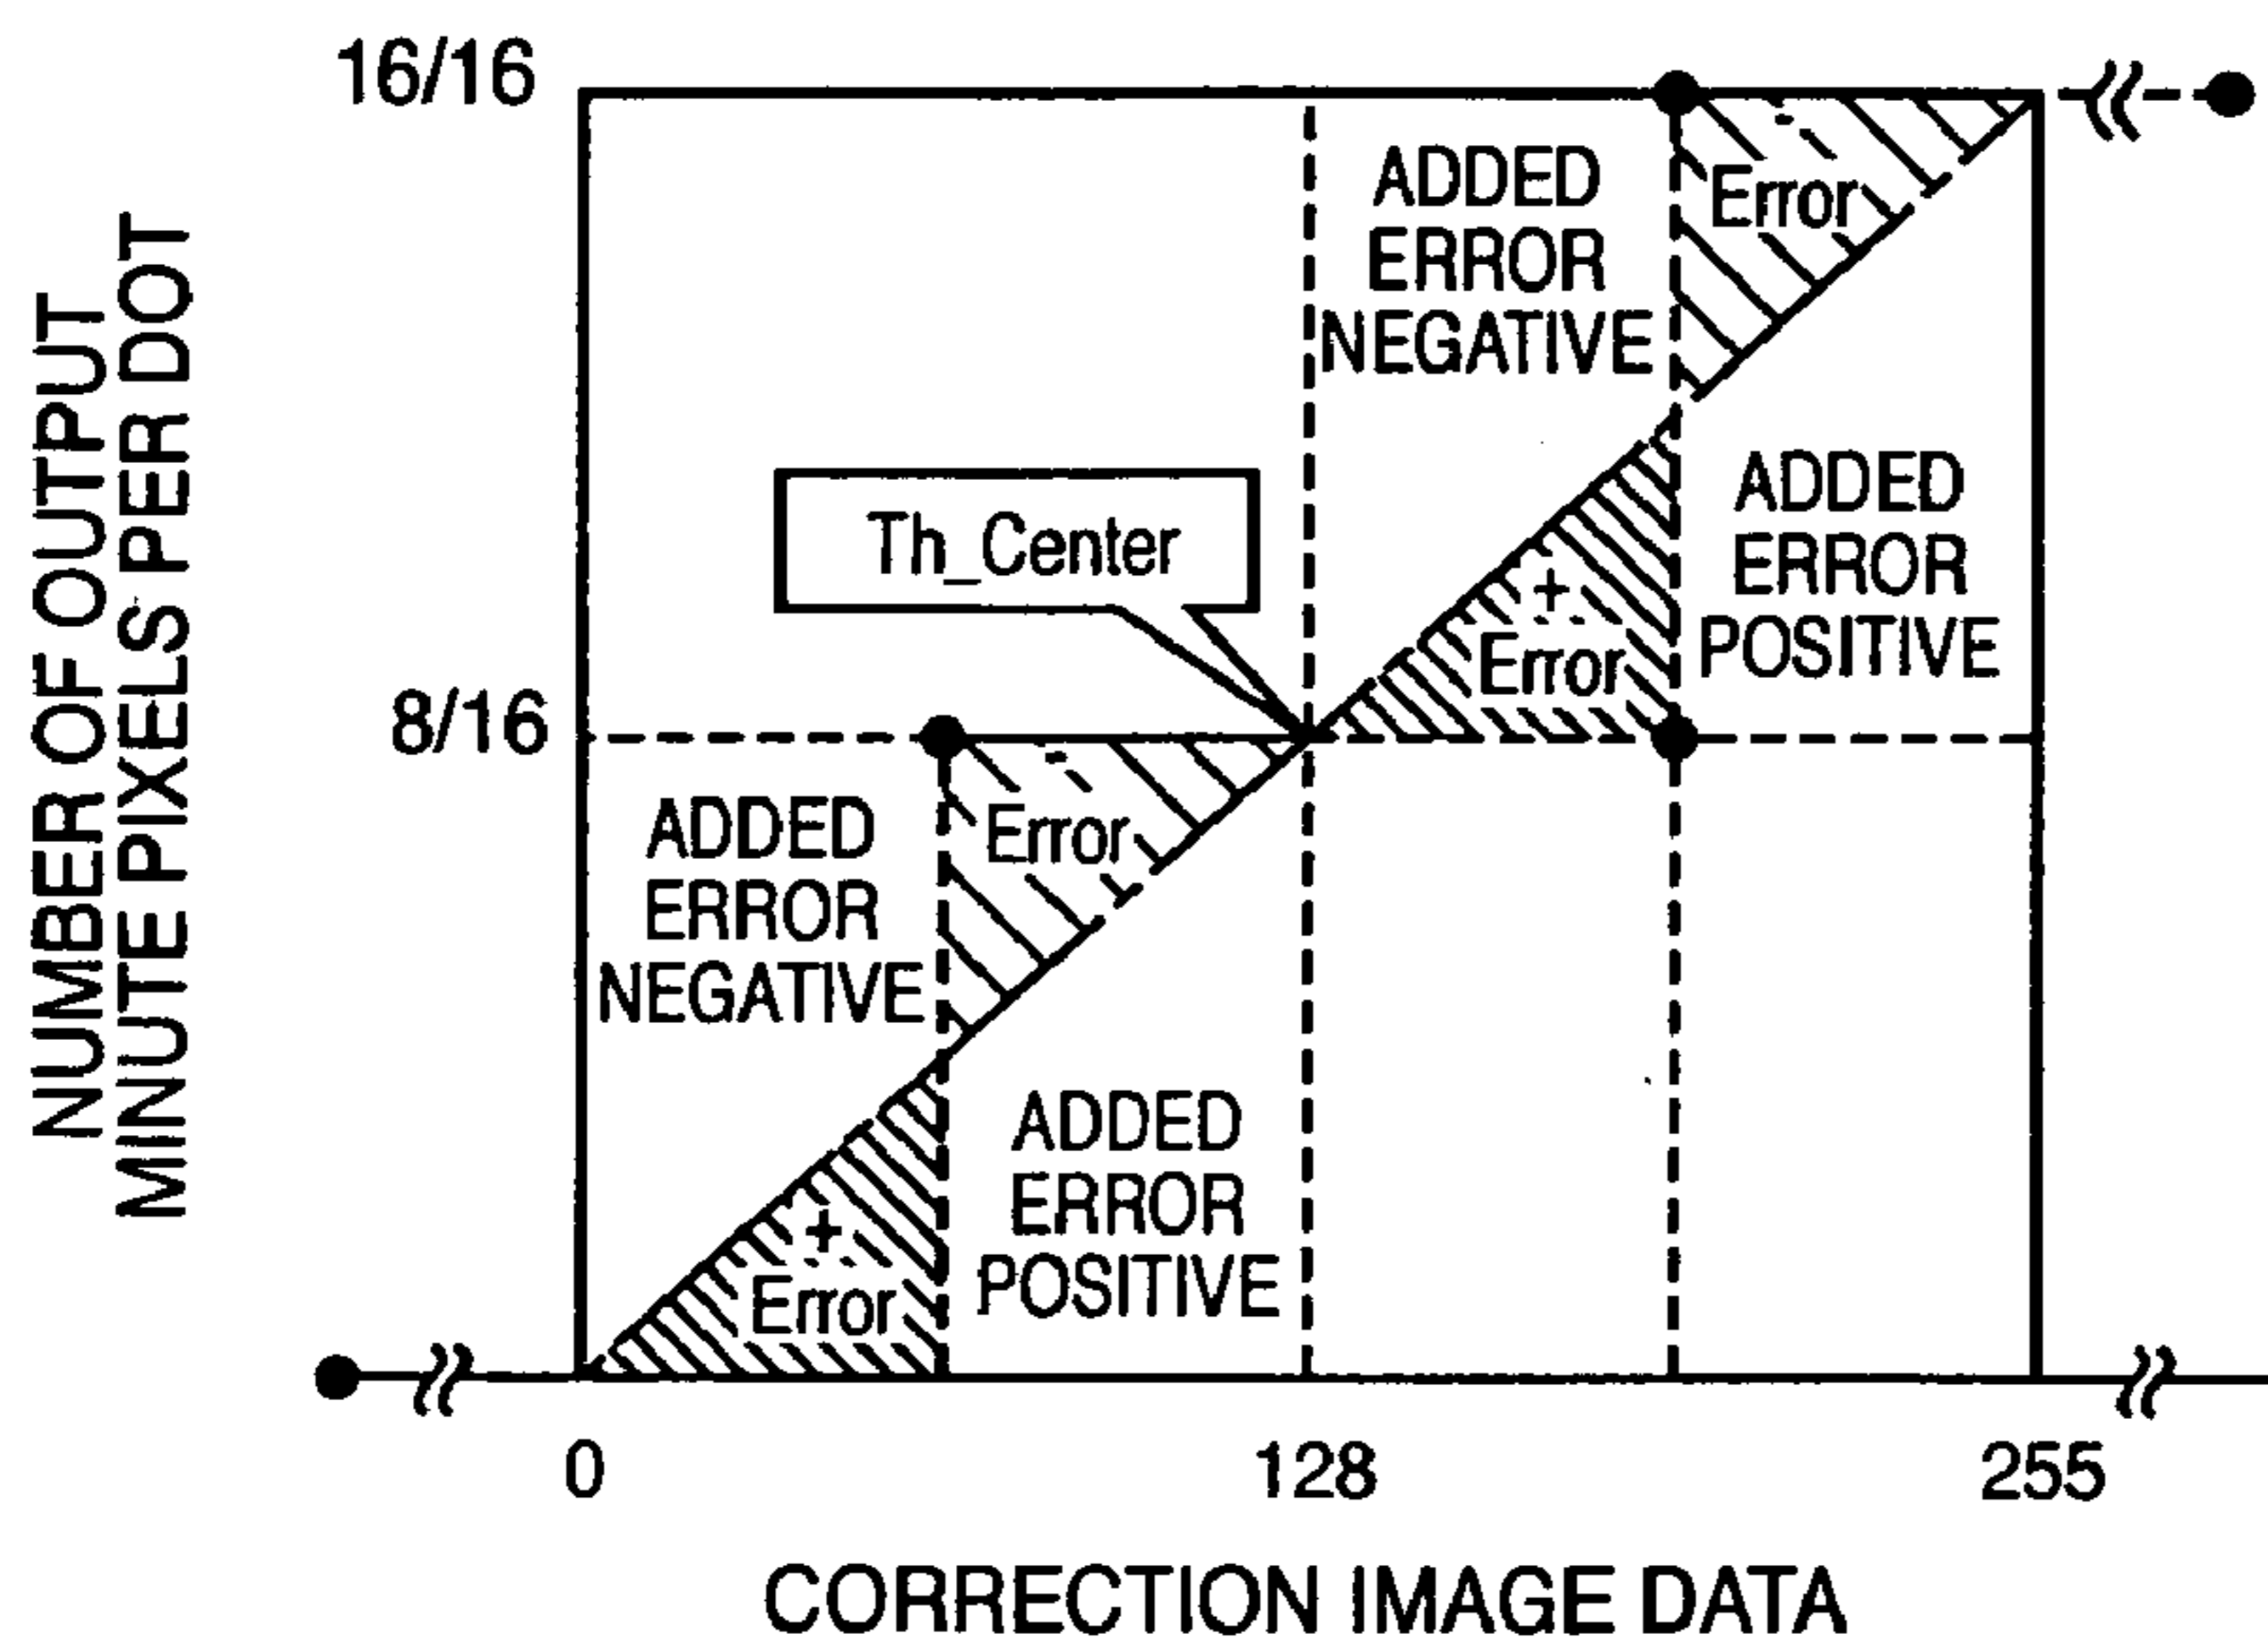 NUMBER OF OUTPUT
MINUTE PIXELS PER DOT
16/16
8/16
ADDED
ERROR
NEGATIVE
Error
Th_Center
+
Error
ADDED
ERROR
POSITIVE
ADDED
ERROR
NEGATIVE
Error
+
Error
ADDED
ERROR
POSITIVE
0
128
255
CORRECTION IMAGE DATA